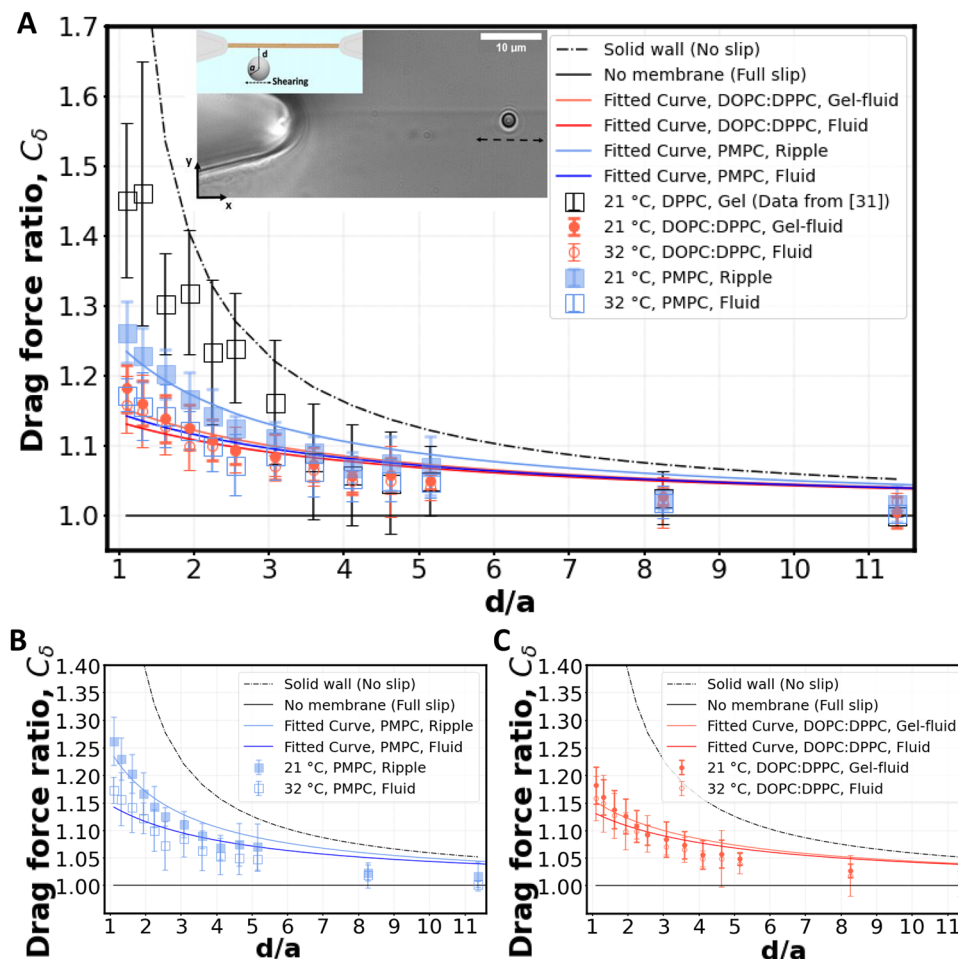 A
Drag force ratio, Cδ
1.7
1.6
1.5
1.4
1.3
1.2
1.1
1.0
d
a
Shearing
10 μm
y
x
Solid wall (No slip)
No membrane (Full slip)
Fitted Curve, DOPC:DPPC, Gel-fluid
Fitted Curve, DOPC:DPPC, Fluid
Fitted Curve, PMPC, Ripple
Fitted Curve, PMPC, Fluid
21 °C, DPPC, Gel (Data from [31])
21 °C, DOPC:DPPC, Gel-fluid
32 °C, DOPC:DPPC, Fluid
21 °C, PMPC, Ripple
32 °C, PMPC, Fluid
1 2 3 4 5 6 7 8 9 10 11
d/a
B
Drag force ratio, Cδ
1.40
1.35
1.30
1.25
1.20
1.15
1.10
1.05
1.00
Solid wall (No slip)
No membrane (Full slip)
Fitted Curve, PMPC, Ripple
Fitted Curve, PMPC, Fluid
21 °C, PMPC, Ripple
32 °C, PMPC, Fluid
1 2 3 4 5 6 7 8 9 10 11
d/a
C
Drag force ratio, Cδ
1.40
1.35
1.30
1.25
1.20
1.15
1.10
1.05
1.00
Solid wall (No slip)
No membrane (Full slip)
Fitted Curve, DOPC:DPPC, Gel-fluid
Fitted Curve, DOPC:DPPC, Fluid
21 °C, DOPC:DPPC, Gel-fluid
32 °C, DOPC:DPPC, Fluid
1 2 3 4 5 6 7 8 9 10 11
d/a